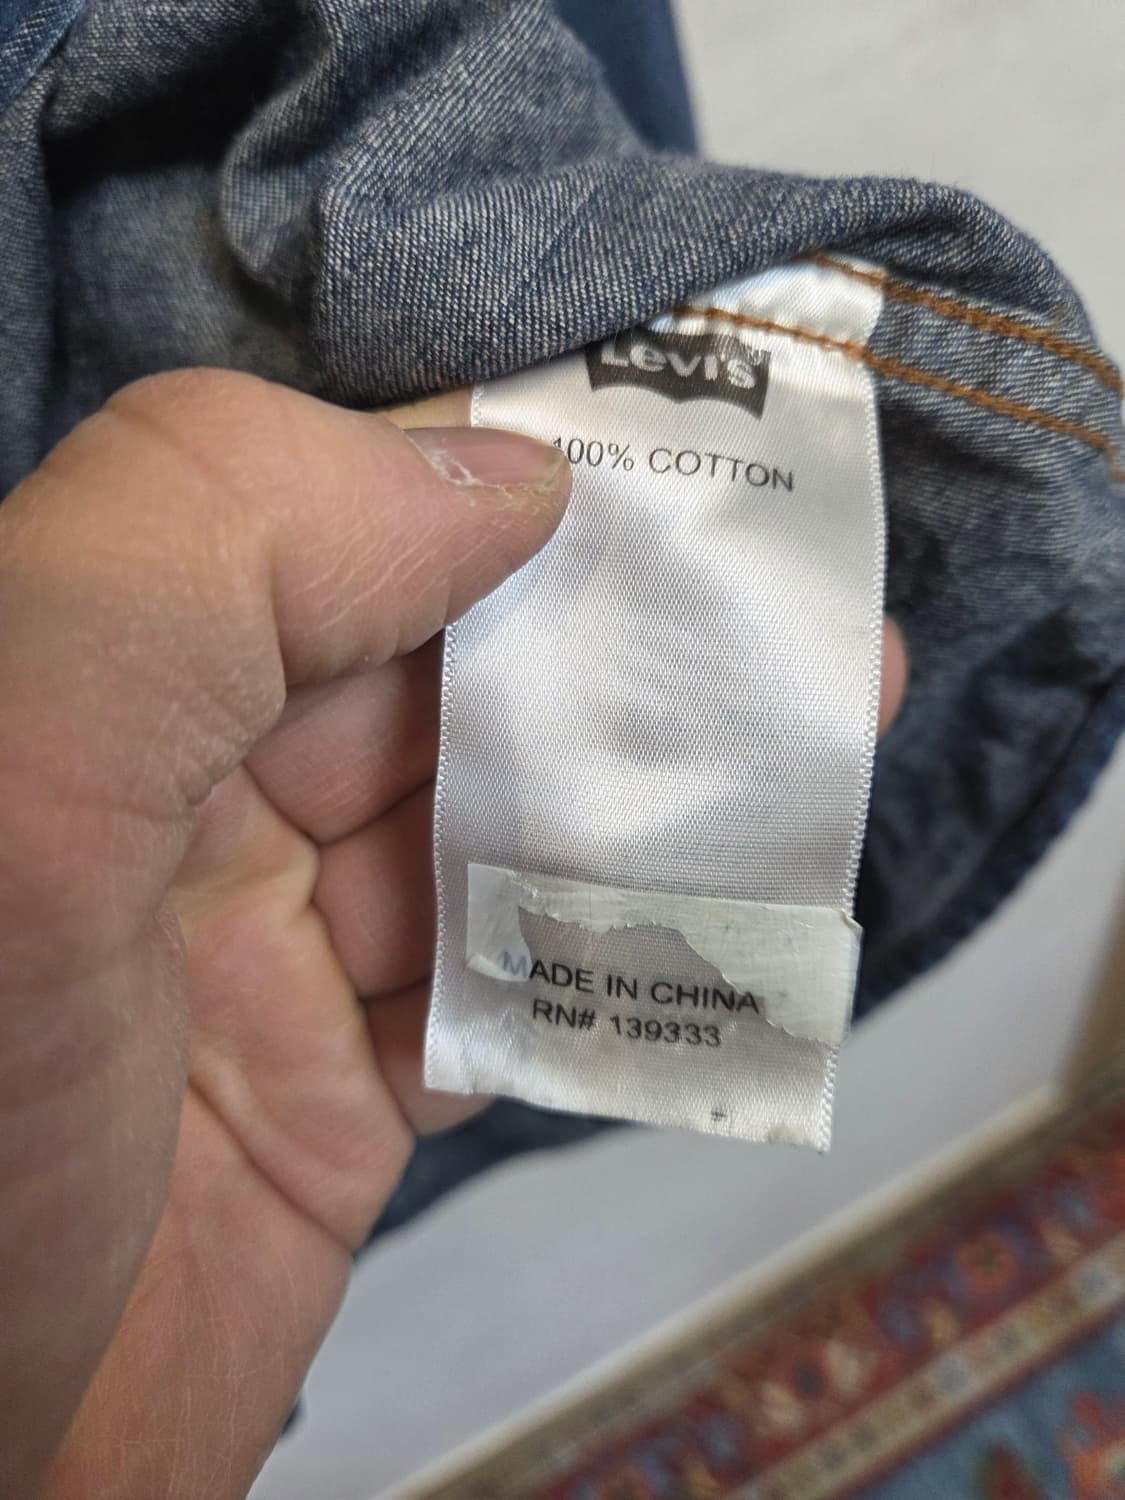 Levi's
100% COTTON
MADE IN CHINA
RN# 139333